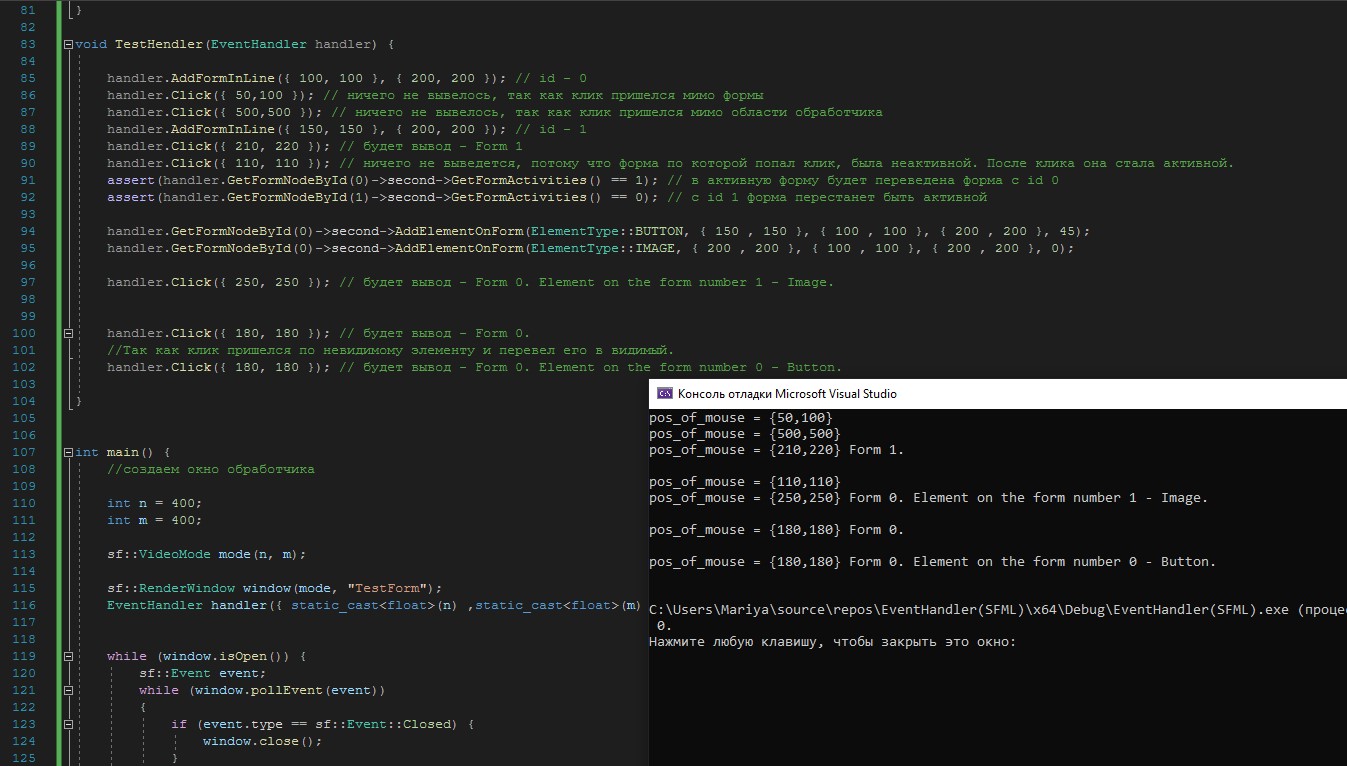 81 }
82
83 void TestHendler(EventHandler handler) {
84
85 handler.AddFormInLine({ 100, 100 }, { 200, 200 }); // id - 0
86 handler.Click({ 50,100 }); // ничего не вывелось, так как клик пришелся мимо формы
87 handler.Click({ 500,500 }); // ничего не вывелось, так как клик пришелся мимо области обработчика
88 handler.AddFormInLine({ 150, 150 }, { 200, 200 }); // id - 1
89 handler.Click({ 210, 220 }); // будет вывод - Form 1
90 handler.Click({ 110, 110 }); // ничего не выведется, потому что форма по которой попал клик, была неактивной. После клика она стала активной.
91 assert(handler.GetFormNodeById(0)->second->GetFormActivities() == 1); // в активную форму будет переведена форма с id 0
92 assert(handler.GetFormNodeById(1)->second->GetFormActivities() == 0); // с id 1 форма перестанет быть активной
93
94 handler.GetFormNodeById(0)->second->AddElementOnForm(ElementType::BUTTON, { 150 , 150 }, { 100 , 100 }, { 200 , 200 }, 45);
95 handler.GetFormNodeById(0)->second->AddElementOnForm(ElementType::IMAGE, { 200 , 200 }, { 100 , 100 }, { 200 , 200 }, 0);
96
97 handler.Click({ 250, 250 }); // будет вывод - Form 0. Element on the form number 1 - Image.
98
99
100 handler.Click({ 180, 180 }); // будет вывод - Form 0.
101 //Так как клик пришелся по невидимому элементу и перевел его в видимый.
102 handler.Click({ 180, 180 }); // будет вывод - Form 0. Element on the form number 0 - Button.
103
104 }
105
106
107 int main() {
108 //создаем окно обработчика
109
110 int n = 400;
111 int m = 400;
112
113 sf::VideoMode mode(n, m);
114
115 sf::RenderWindow window(mode, "TestForm");
116 EventHandler handler({ static_cast<float>(n) ,static_cast<float>(m)
117
118
119 while (window.isOpen()) {
120 sf::Event event;
121 while (window.pollEvent(event))
122 {
123 if (event.type == sf::Event::Closed) {
124 window.close();
125 }
Консоль отладки Microsoft Visual Studio
pos_of_mouse = {50,100}
pos_of_mouse = {500,500}
pos_of_mouse = {210,220} Form 1.
pos_of_mouse = {110,110}
pos_of_mouse = {250,250} Form 0. Element on the form number 1 - Image.
pos_of_mouse = {180,180} Form 0.
pos_of_mouse = {180,180} Form 0. Element on the form number 0 - Button.
C:\Users\Mariya\source\repos\EventHandler(SFML)\x64\Debug\EventHandler(SFML).exe (проце
0.
Нажмите любую клавишу, чтобы закрыть это окно: